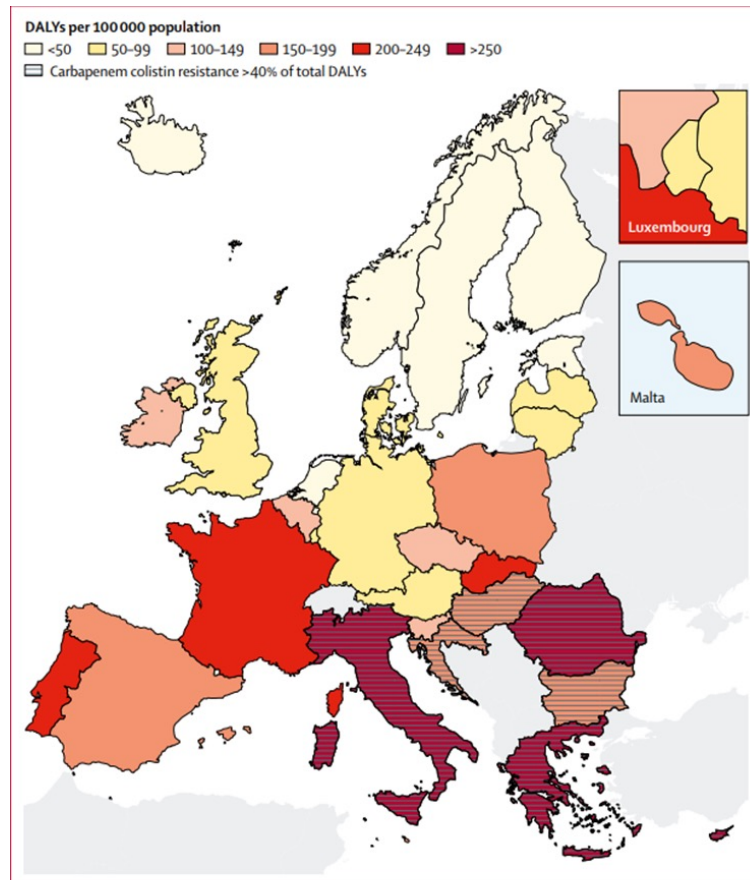 DALYs per 100 000 population
<50 50–99 100–149 150–199 200–249 >250
Carbapenem colistin resistance >40% of total DALYs
Luxembourg
Malta